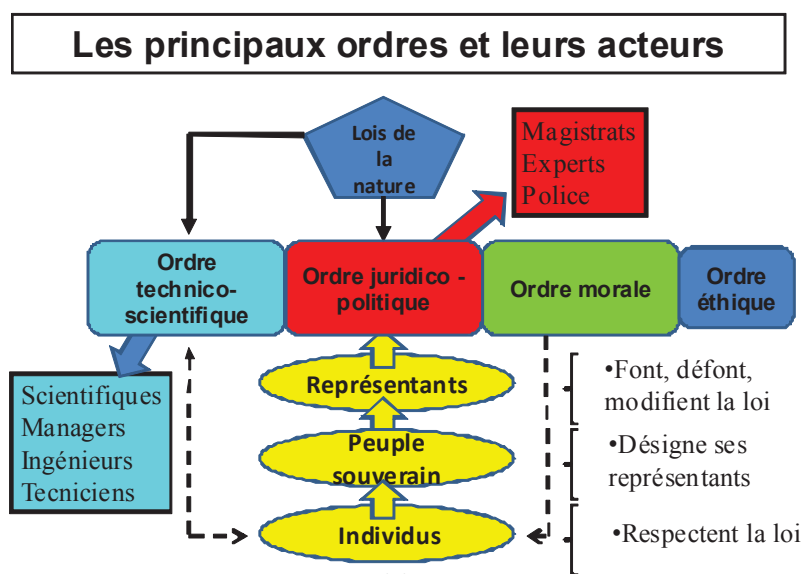 Les principaux ordres et leurs acteurs
Lois de
la
nature
Magistrats
Experts
Police
Ordre
technico-
scientifique
Ordre juridico -
politique
Ordre morale
Ordre
éthique
Scientifiques
Managers
Ingénieurs
Tecniciens
Représentants
Peuple
souverain
Individus
•Font, défont,
modifient la loi
•Désigne ses
représentants
•Respectent la loi